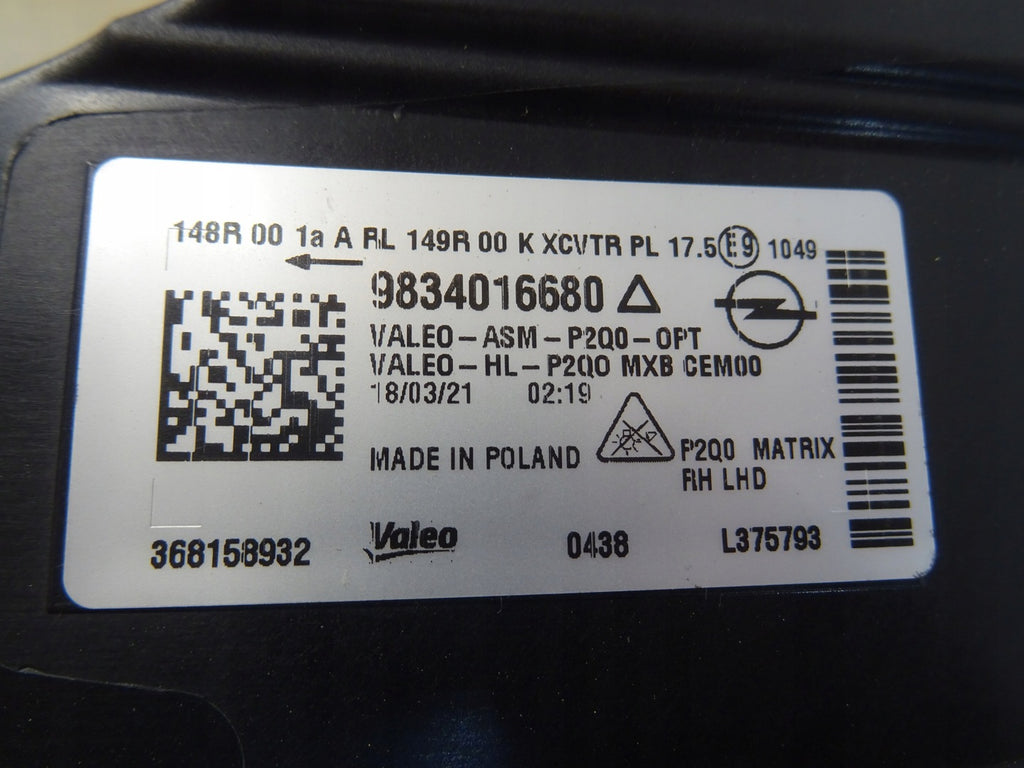 148R 00 1a A RL 149R 00 K XCVTR PL 17.5 E9 1049
9834016680
VALEO-ASM-P2Q0-OPT
VALEO-HL-P2Q0 MXB CEM00
18/03/21 02:19
MADE IN POLAND
P2Q0 MATRIX
RH LHD
368158932
Valeo
0438
L375793